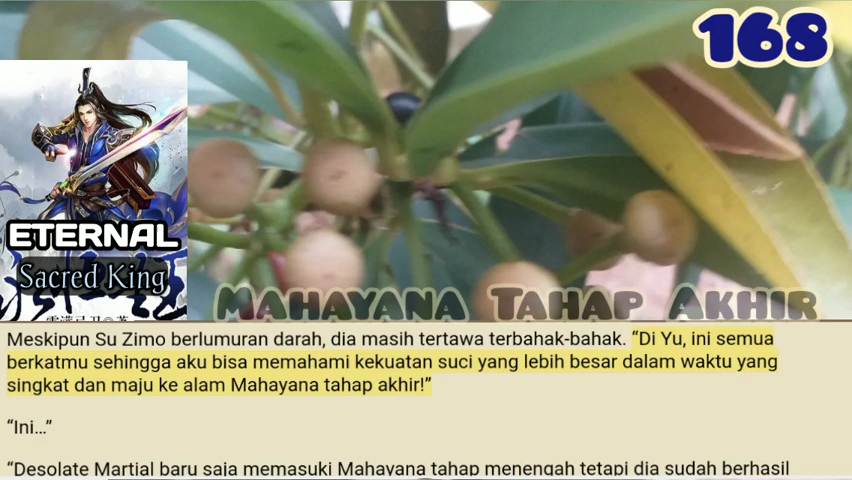 168
ETERNAL
Sacred King
MAHAYANA TAHAP AKHIR
Meskipun Su Zimo berlumuran darah, dia masih tertawa terbahak-bahak. “Di Yu, ini semua
berkatmu sehingga aku bisa memahami kekuatan suci yang lebih besar dalam waktu yang
singkat dan maju ke alam Mahayana tahap akhir!”
“Ini…”
“Desolate Martial baru saja memasuki Mahayana tahap menengah tetapi dia sudah berhasil